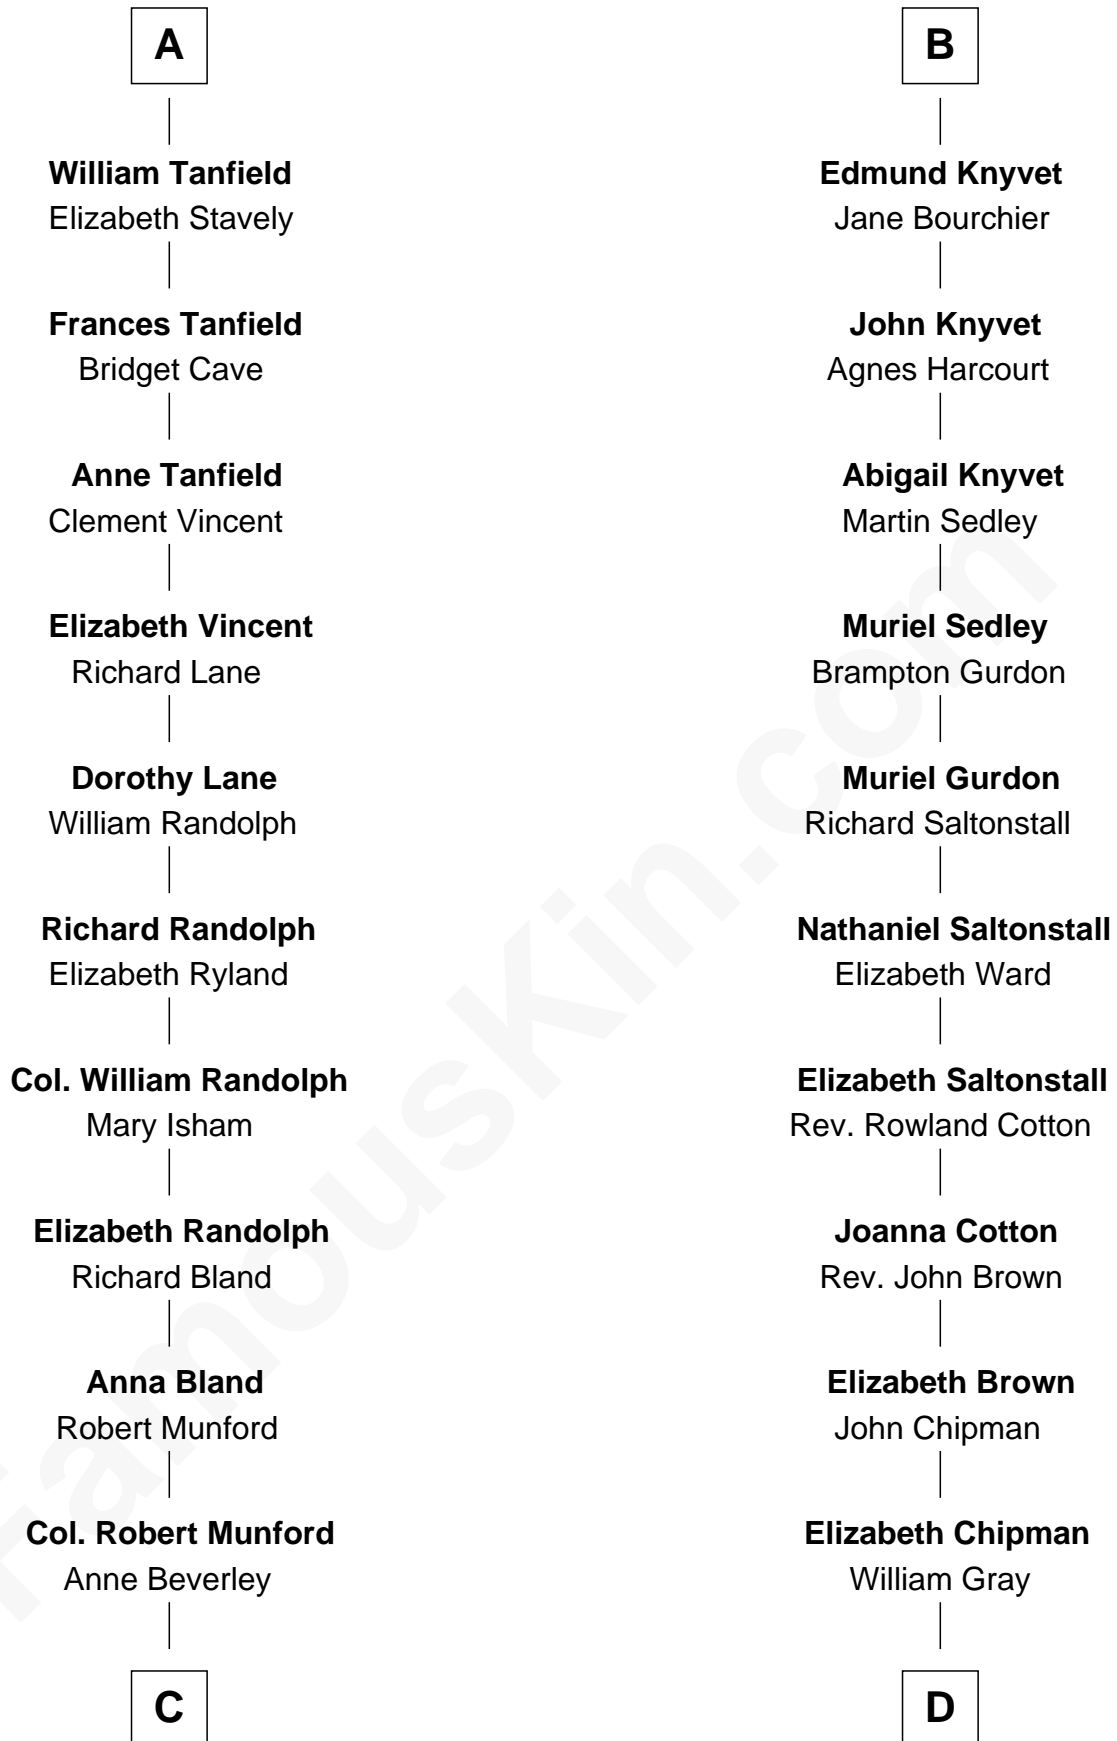 A
William Tanfield
Elizabeth Stavely
Frances Tanfield
Bridget Cave
Anne Tanfield
Clement Vincent
Elizabeth Vincent
Richard Lane
Dorothy Lane
William Randolph
Richard Randolph
Elizabeth Ryland
Col. William Randolph
Mary Isham
Elizabeth Randolph
Richard Bland
Anna Bland
Robert Munford
Col. Robert Munford
Anne Beverley
C
B
Edmund Knyvet
Jane Bourchier
John Knyvet
Agnes Harcourt
Abigail Knyvet
Martin Sedley
Muriel Sedley
Brampton Gurdon
Muriel Gurdon
Richard Saltonstall
Nathaniel Saltonstall
Elizabeth Ward
Elizabeth Saltonstall
Rev. Rowland Cotton
Joanna Cotton
Rev. John Brown
Elizabeth Brown
John Chipman
Elizabeth Chipman
William Gray
D
FamousKin.com